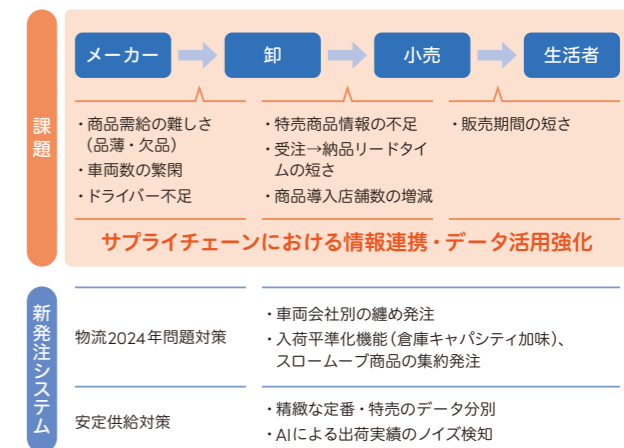 課題
メーカー
卸
小売
生活者
・商品需給の難しさ
（品薄・欠品）
・車両数の繁閑
・ドライバー不足
・特売商品情報の不足
・受注→納品リードタイ
ムの短さ
・商品導入店舗数の増減
・販売期間の短さ
サプライチェーンにおける情報連携・データ活用強化
新発注システム
物流2024年問題対策
・車両会社別の纏め発注
・入荷平準化機能（倉庫キャパシティ加味）、
スロームーブ商品の集約発注
安定供給対策
・精緻な定番・特売のデータ分別
・AIによる出荷実績のノイズ検知